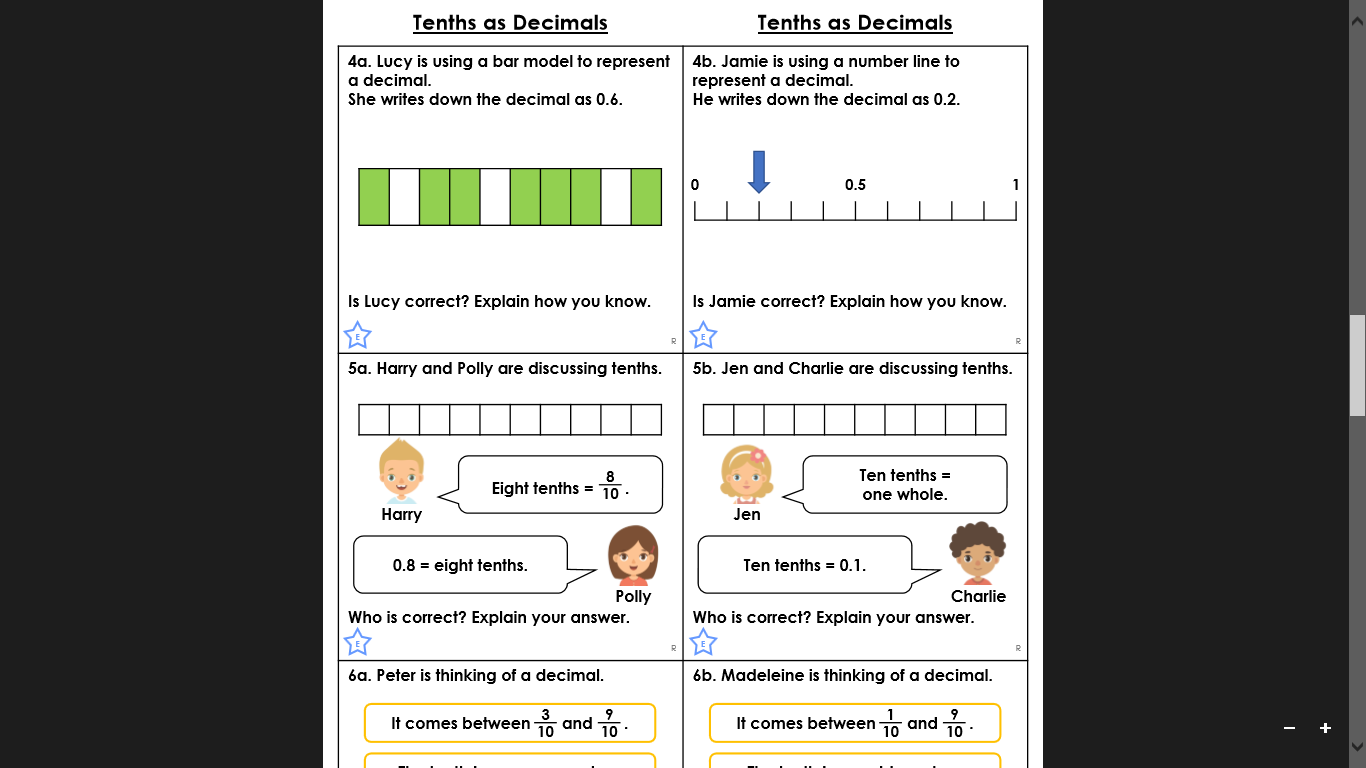 Tenths as Decimals
Tenths as Decimals
4a. Lucy is using a bar model to represent
a decimal.
She writes down the decimal as 0.6.
Is Lucy correct? Explain how you know.
E
R
4b. Jamie is using a number line to
represent a decimal.
He writes down the decimal as 0.2.
0 0.5 1
Is Jamie correct? Explain how you know.
E
R
5a. Harry and Polly are discussing tenths.
Eight tenths = 8/10 .
Harry
0.8 = eight tenths.
Polly
Who is correct? Explain your answer.
E
R
5b. Jen and Charlie are discussing tenths.
Ten tenths =
one whole.
Jen
Ten tenths = 0.1.
Charlie
Who is correct? Explain your answer.
E
R
6a. Peter is thinking of a decimal.
It comes between 3/10 and 9/10 .
6b. Madeleine is thinking of a decimal.
It comes between 1/10 and 9/10 .